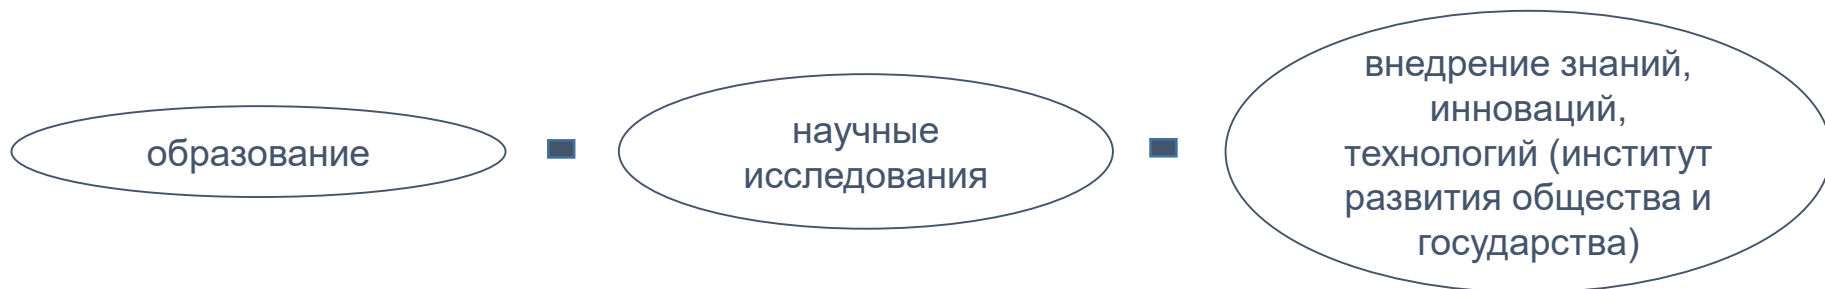 образование
научные
исследования
внедрение знаний,
инноваций,
технологий (институт
развития общества и
государства)